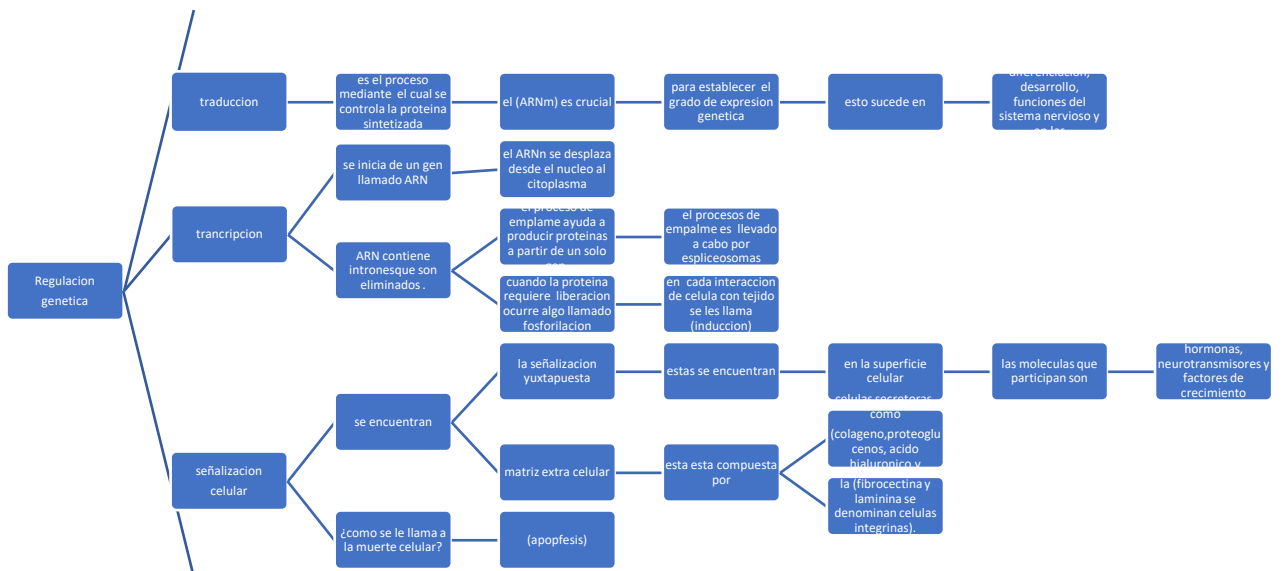 Regulacion
genetica
traduccion
es el proceso
mediante el cual se
controla la proteina
sintetizada
el (ARNm) es crucial
para establecer el
grado de expresion
genetica
esto sucede en
diferenciacion,
desarrollo,
funciones del
sistema nervioso y
trancripcion
se inicia de un gen
llamado ARN
el ARNn se desplaza
desde el nucleo al
citoplasma
ARN contiene
intronesque son
eliminados .
el proceso de
emplame ayuda a
producir proteinas
a partir de un solo
el procesos de
empalme es llevado
a cabo por
espliceosomas
cuando la proteina
requiere liberacion
ocurre algo llamado
fosforilacion
en cada interaccion
de celula con tejido
se les llama
(induccion)
señalizacion
celular
se encuentran
la señalizacion
yuxtapuesta
estas se encuentran
en la superficie
celular
las moleculas que
participan son
hormonas,
neurotransmisores y
factores de
crecimiento
matriz extra celular
esta esta compuesta
por
celulas secretoras
como
(colageno,proteoglu
cenos, acido
hialuronico y
la (fibrocectina y
laminina se
denominan celulas
integrinas).
¿como se le llama a
la muerte celular?
(apopfesis)